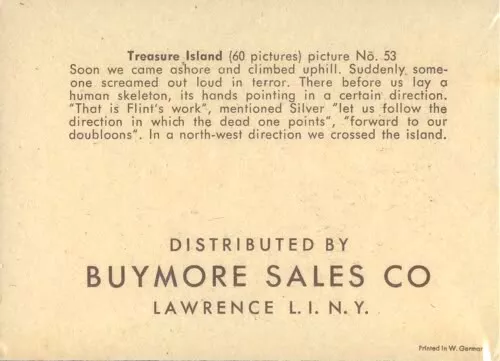 Treasure Island (60 pictures) picture Nö. 53
Soon we came ashore and climbed uphill. Suddenly some-
one screamed out loud in terror. There before us lay a
human skeleton, its hands pointing in a certain direction.
"That is Flint's work", mentioned Silver "let us follow the
direction in which the dead one points", "forward to our
doubloons". In a north-west direction we crossed the island.
DISTRIBUTED BY
BUYMORE SALES CO
LAWRENCE L. I. N. Y.
Printed in W. German